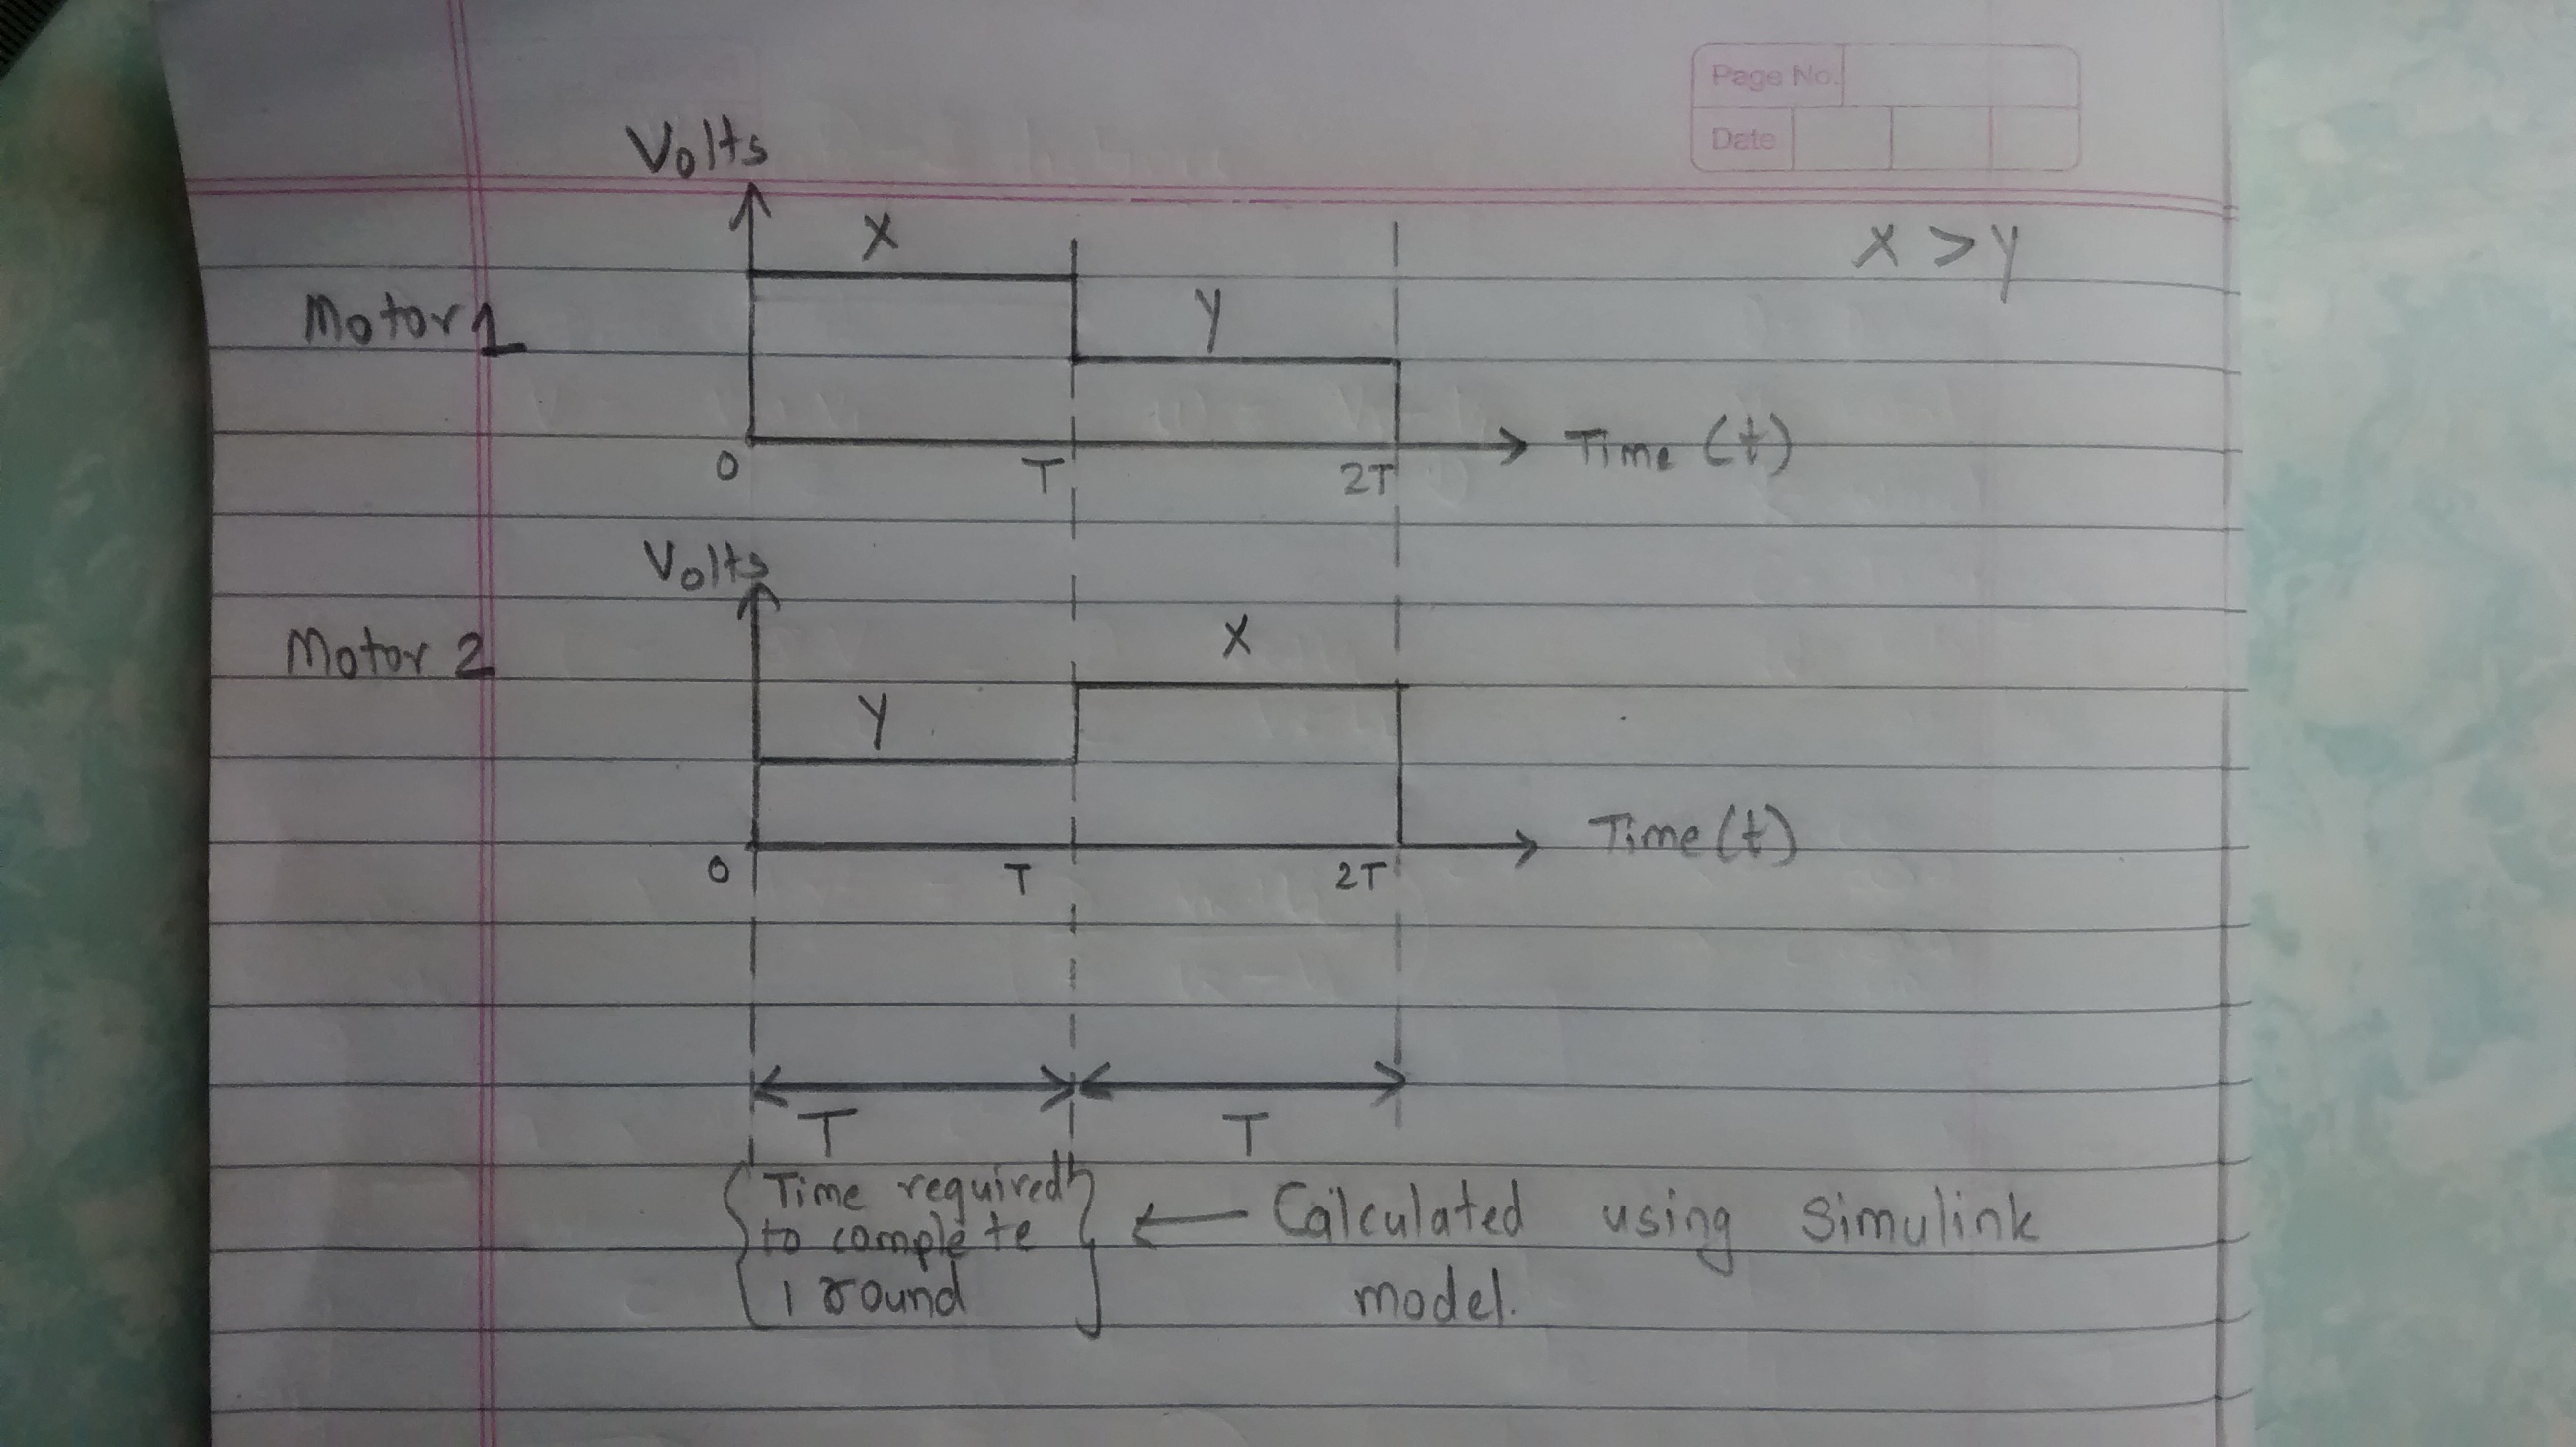 Page No.
Date
Volts
X
X > Y
Motor 1
Y
0
T
2T
Time (t)
Volts
Motor 2
X
Y
0
T
2T
Time (t)
T
T
Time required
to complete
1 round
← Calculated using Simulink
model.